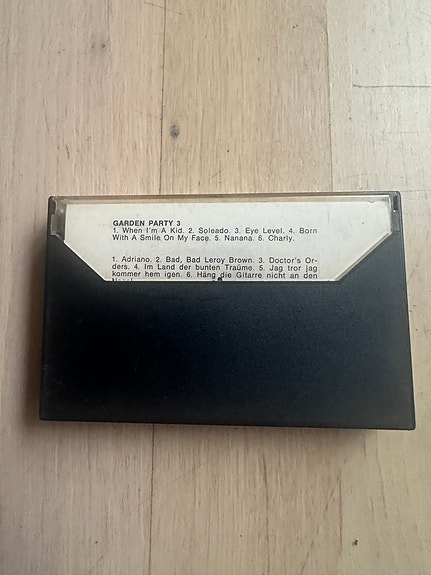 GARDEN PARTY 3
1. When I'm A Kid. 2. Soleado. 3. Eye Level. 4. Born
With A Smile On My Face. 5. Nanana. 6. Charly.
1. Adriano. 2. Bad, Bad Leroy Brown. 3. Doctor's Or-
ders. 4. Im Land der bunten Traüme. 5. Jag tror jag
kommer hem igen. 6. Häng die Gitarre nicht an den